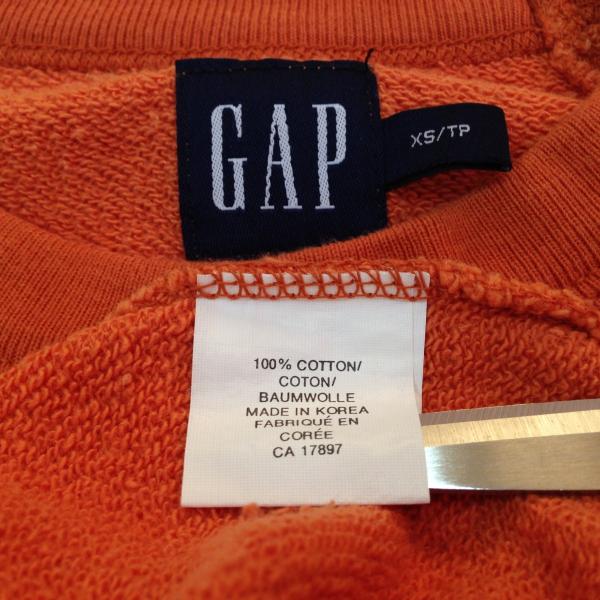 GAP
XS/TP
100% COTTON/
COTON/
BAUMWOLLE
MADE IN KOREA
FABRIQUÉ EN
CORÉE
CA 17897